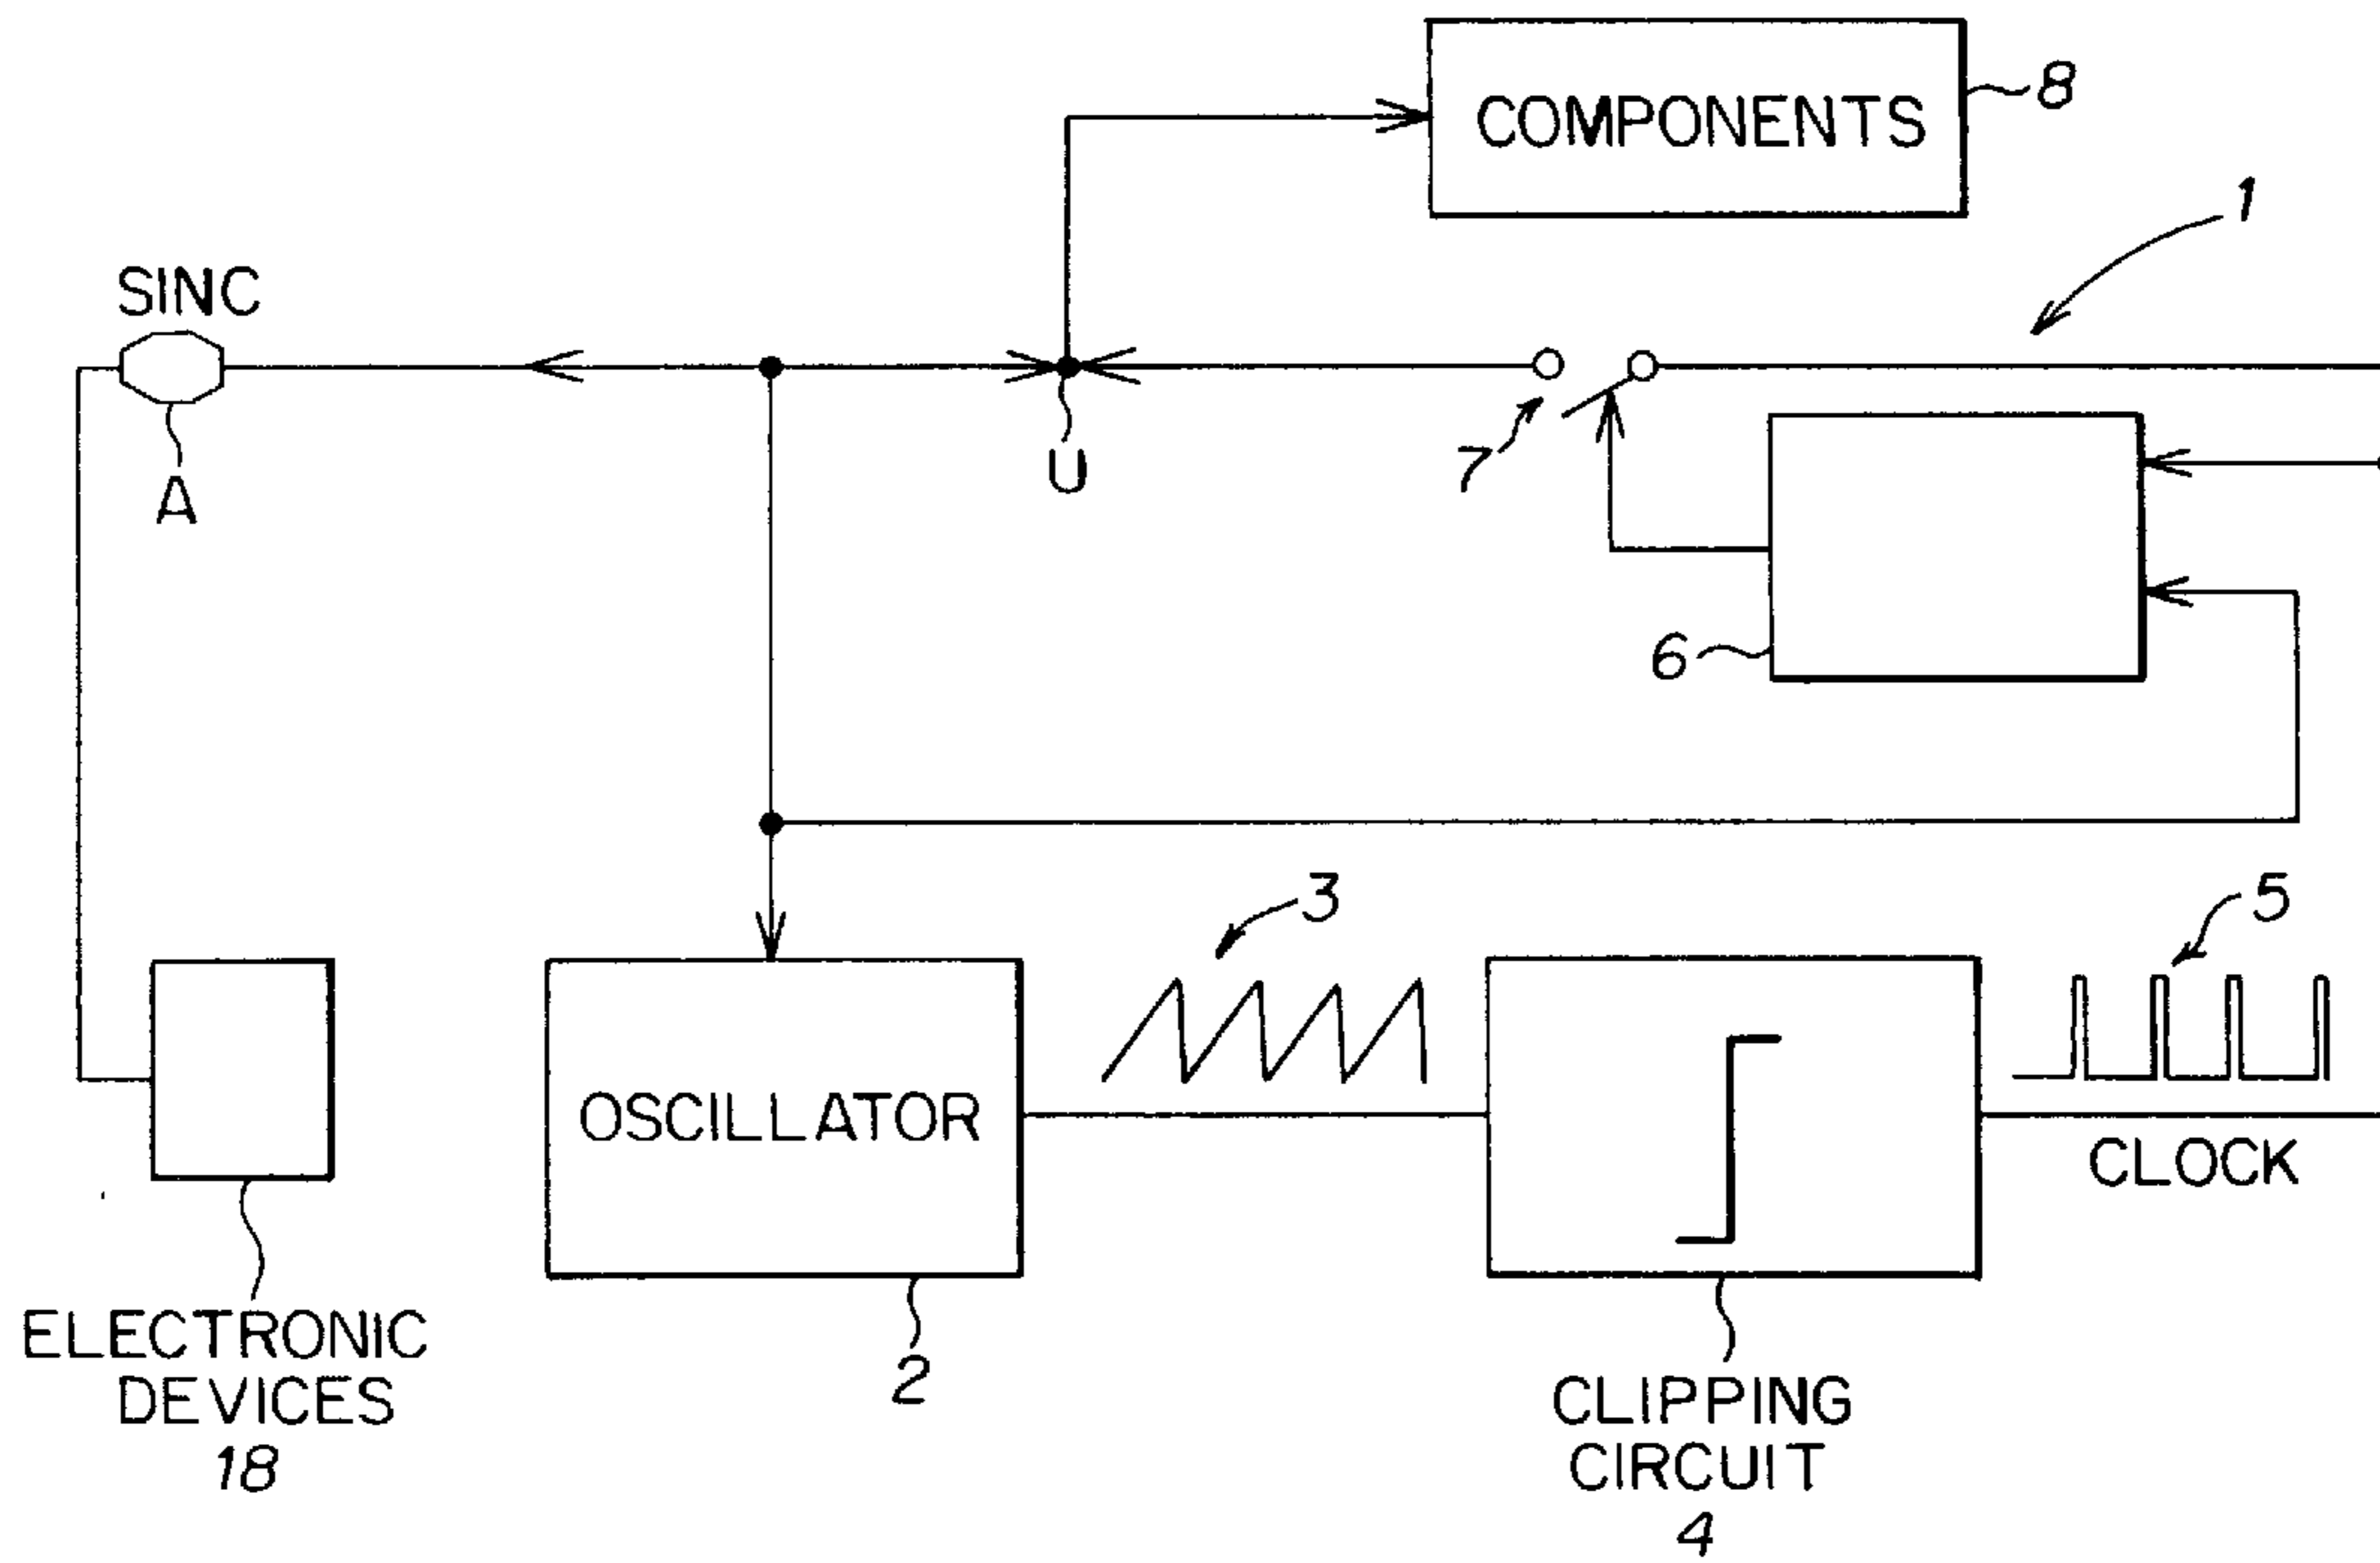 COMPONENTS
8
1
SINC
A
U
7
6
3
5
OSCILLATOR
CLOCK
2
ELECTRONIC
DEVICES
18
CLIPPING
CIRCUIT
4